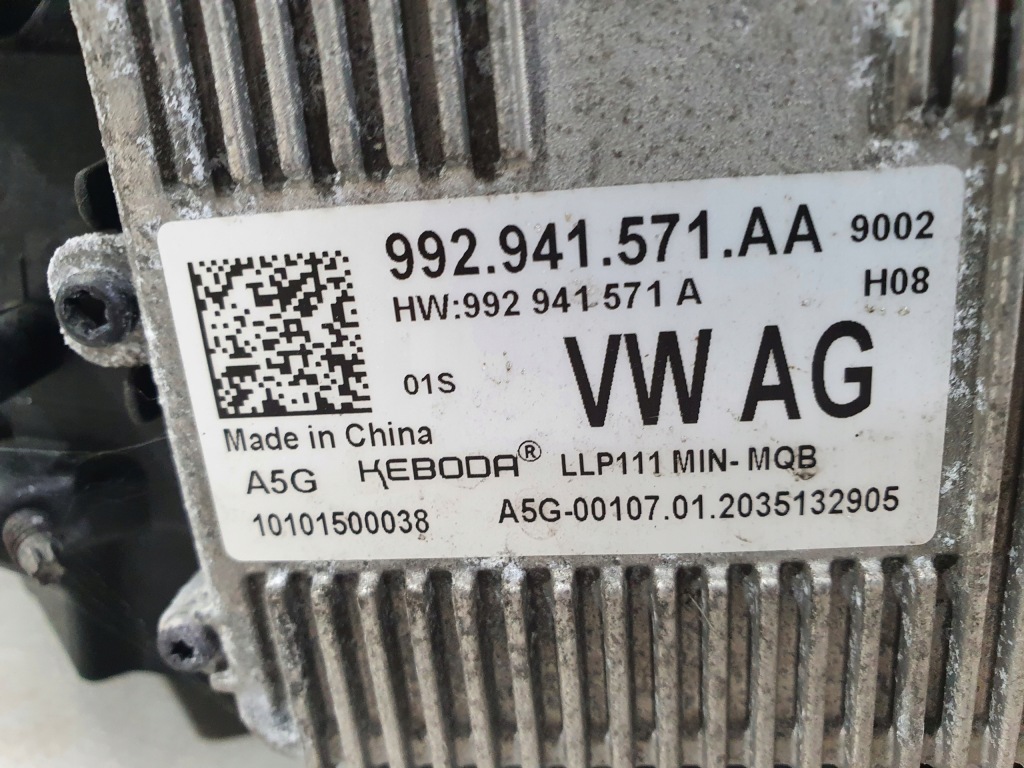 992.941.571.AA 9002
HW:992 941 571 A H08
01S VW AG
Made in China
A5G KEBODA® LLP111 MIN- MQB
10101500038 A5G-00107.01.2035132905